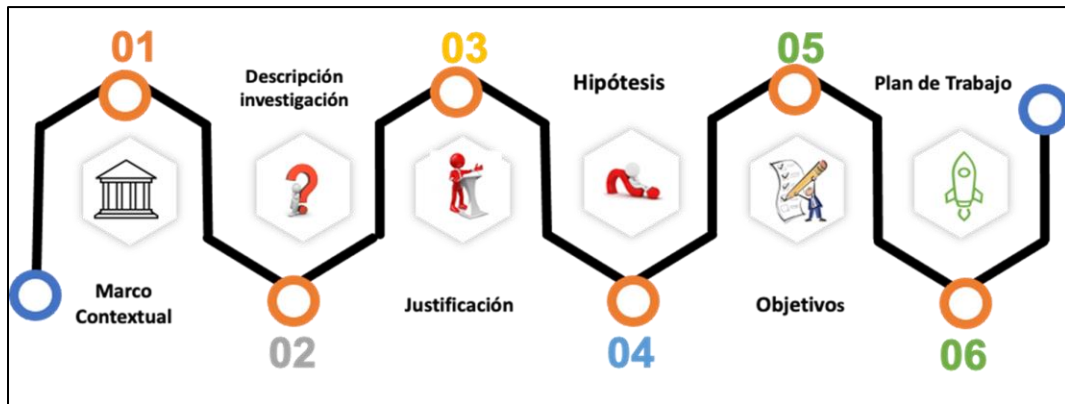 01
Marco
Contextual
Descripción
investigación
02
03
Justificación
Hipótesis
04
05
Objetivos
Plan de Trabajo
06